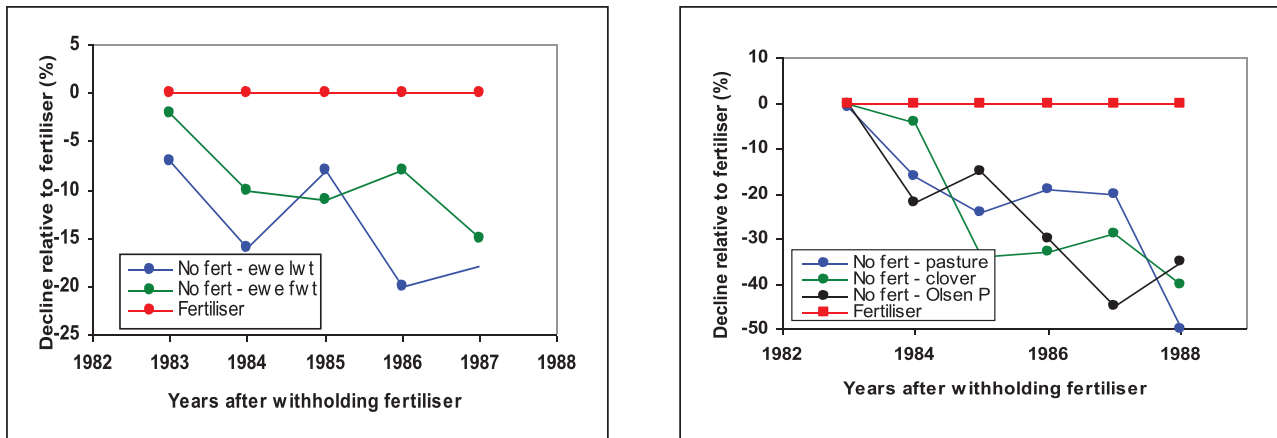 Decline relative to fertiliser (%)
5
0
-5
-10
-15
-20
-25
1982 1983 1984 1985 1986 1987 1988
No fert - ewe lwt
No fert - ewe fwt
Fertiliser
Years after withholding fertiliser
Decline relative to fertiliser (%)
10
0
-10
-20
-30
-40
-50
1982 1984 1986 1988
No fert - pasture
No fert - clover
No fert - Olsen P
Fertiliser
Years after withholding fertiliser